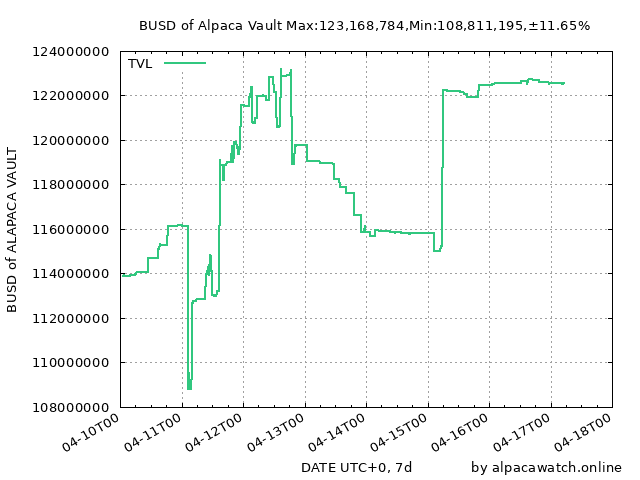 BUSD of Alpaca Vault Max:123,168,784,Min:108,811,195,±11.65%
TVL
124000000
122000000
120000000
118000000
116000000
114000000
112000000
110000000
108000000
BUSD of ALAPACA VAULT
04-10T00
04-11T00
04-12T00
04-13T00
04-14T00
04-15T00
04-16T00
04-17T00
04-18T00
DATE UTC+0, 7d
by alpacawatch.online